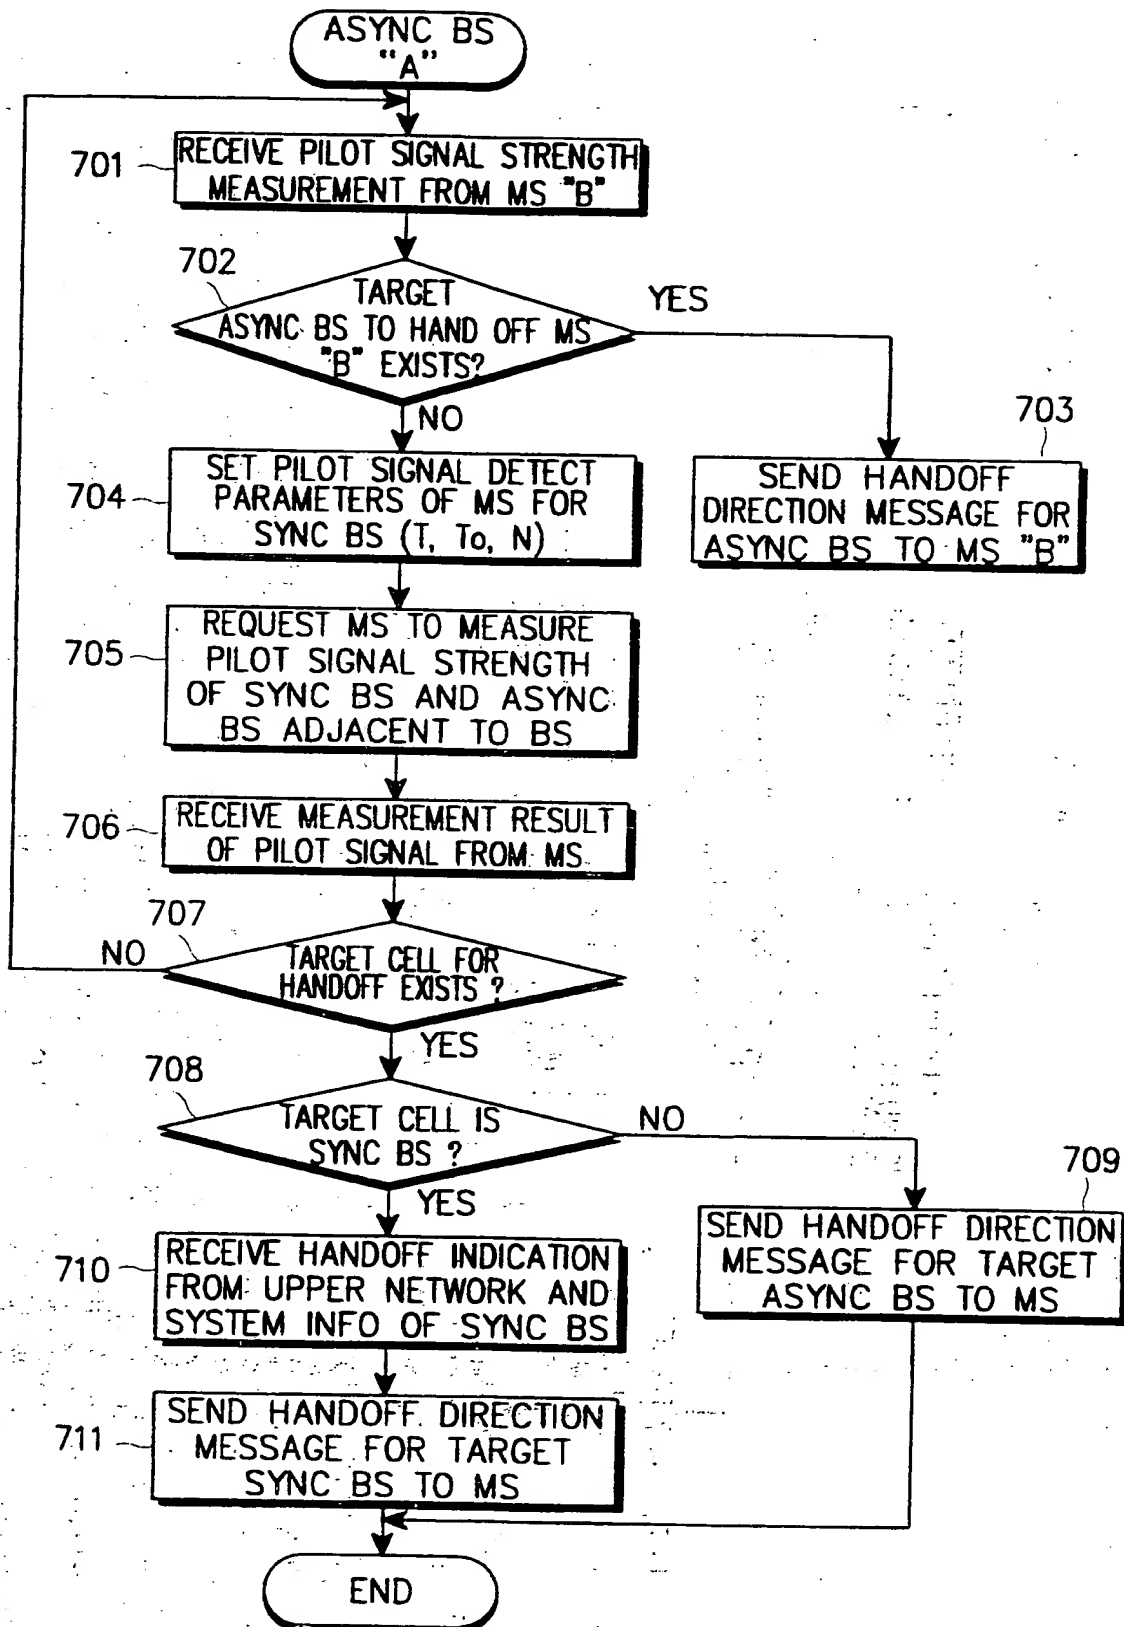 ASYNC BS
"A"
701
RECEIVE PILOT SIGNAL STRENGTH
MEASUREMENT FROM MS "B"
702
TARGET
ASYNC BS TO HAND OFF MS
"B" EXISTS?
YES
NO
703
SEND HANDOFF
DIRECTION MESSAGE FOR
ASYNC BS TO MS "B"
704
SET PILOT SIGNAL DETECT
PARAMETERS OF MS FOR
SYNC BS (T, To, N)
705
REQUEST MS TO MEASURE
PILOT SIGNAL STRENGTH
OF SYNC BS AND ASYNC
BS ADJACENT TO BS
706
RECEIVE MEASUREMENT RESULT
OF PILOT SIGNAL FROM MS
707
NO
TARGET CELL FOR
HANDOFF EXISTS ?
YES
708
TARGET CELL IS
SYNC BS ?
NO
YES
709
SEND HANDOFF DIRECTION
MESSAGE FOR TARGET
ASYNC BS TO MS
710
RECEIVE HANDOFF INDICATION
FROM UPPER NETWORK AND
SYSTEM INFO OF SYNC BS
711
SEND HANDOFF DIRECTION
MESSAGE FOR TARGET
SYNC BS TO MS
END